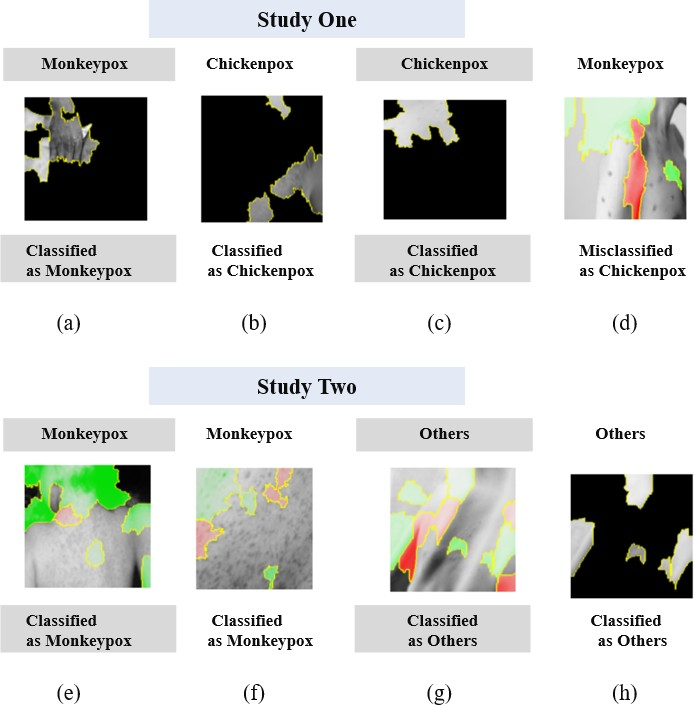 Study One
Monkeypox
Chickenpox
Chickenpox
Monkeypox
Classified
as Monkeypox
Classified
as Chickenpox
Classified
as Chickenpox
Misclassified
as Chickenpox
(a)
(b)
(c)
(d)
Study Two
Monkeypox
Monkeypox
Others
Others
Classified
as Monkeypox
Classified
as Monkeypox
Classified
as Others
Classified
as Others
(e)
(f)
(g)
(h)